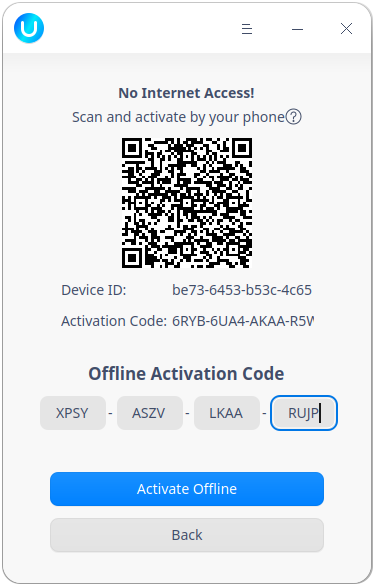 No Internet Access!
Scan and activate by your phone
Device ID: be73-6453-b53c-4c65
Activation Code: 6RYB-6UA4-AKAA-R5W
Offline Activation Code
XPSY - ASZV - LKAA - RUJP
Activate Offline
Back